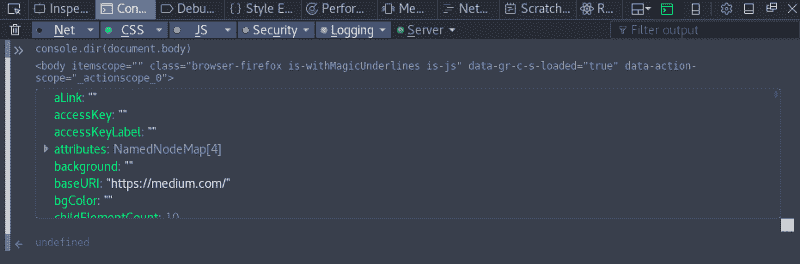 Inspe... Con... Debu... { } Style E... Perfor... Me... Net... Scratc... R...
Net CSS JS Security Logging Server Filter output
console.dir(document.body)
<body itemscope="" class="browser-firefox is-withMagicUnderlines is-js" data-gr-c-s-loaded="true" data-action-
scope="_actionscope_0">
aLink: ""
accessKey: ""
accessKeyLabel: ""
attributes: NamedNodeMap[4]
background: ""
baseURI: "https://medium.com/"
bgColor: ""
childElementCount: 10
undefined